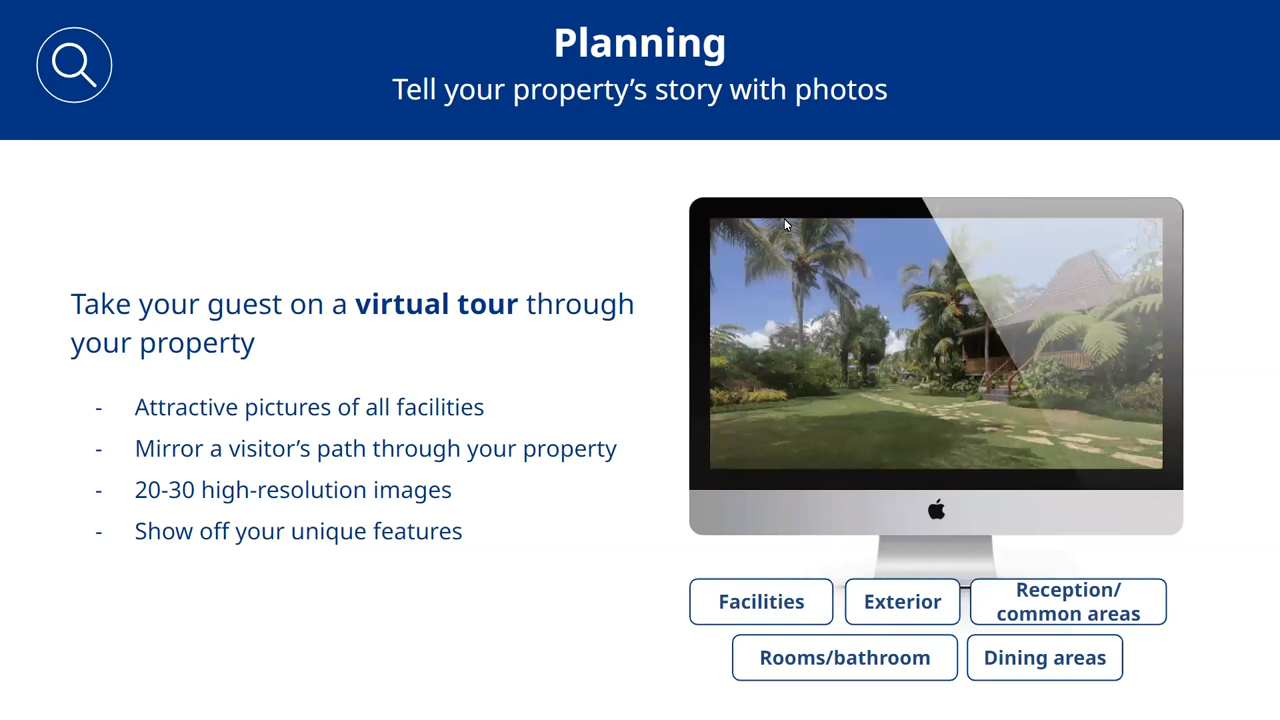 Planning
Tell your property’s story with photos
Take your guest on a virtual tour through
your property
- Attractive pictures of all facilities
- Mirror a visitor’s path through your property
- 20-30 high-resolution images
- Show off your unique features
Facilities
Exterior
Reception/
common areas
Rooms/bathroom
Dining areas